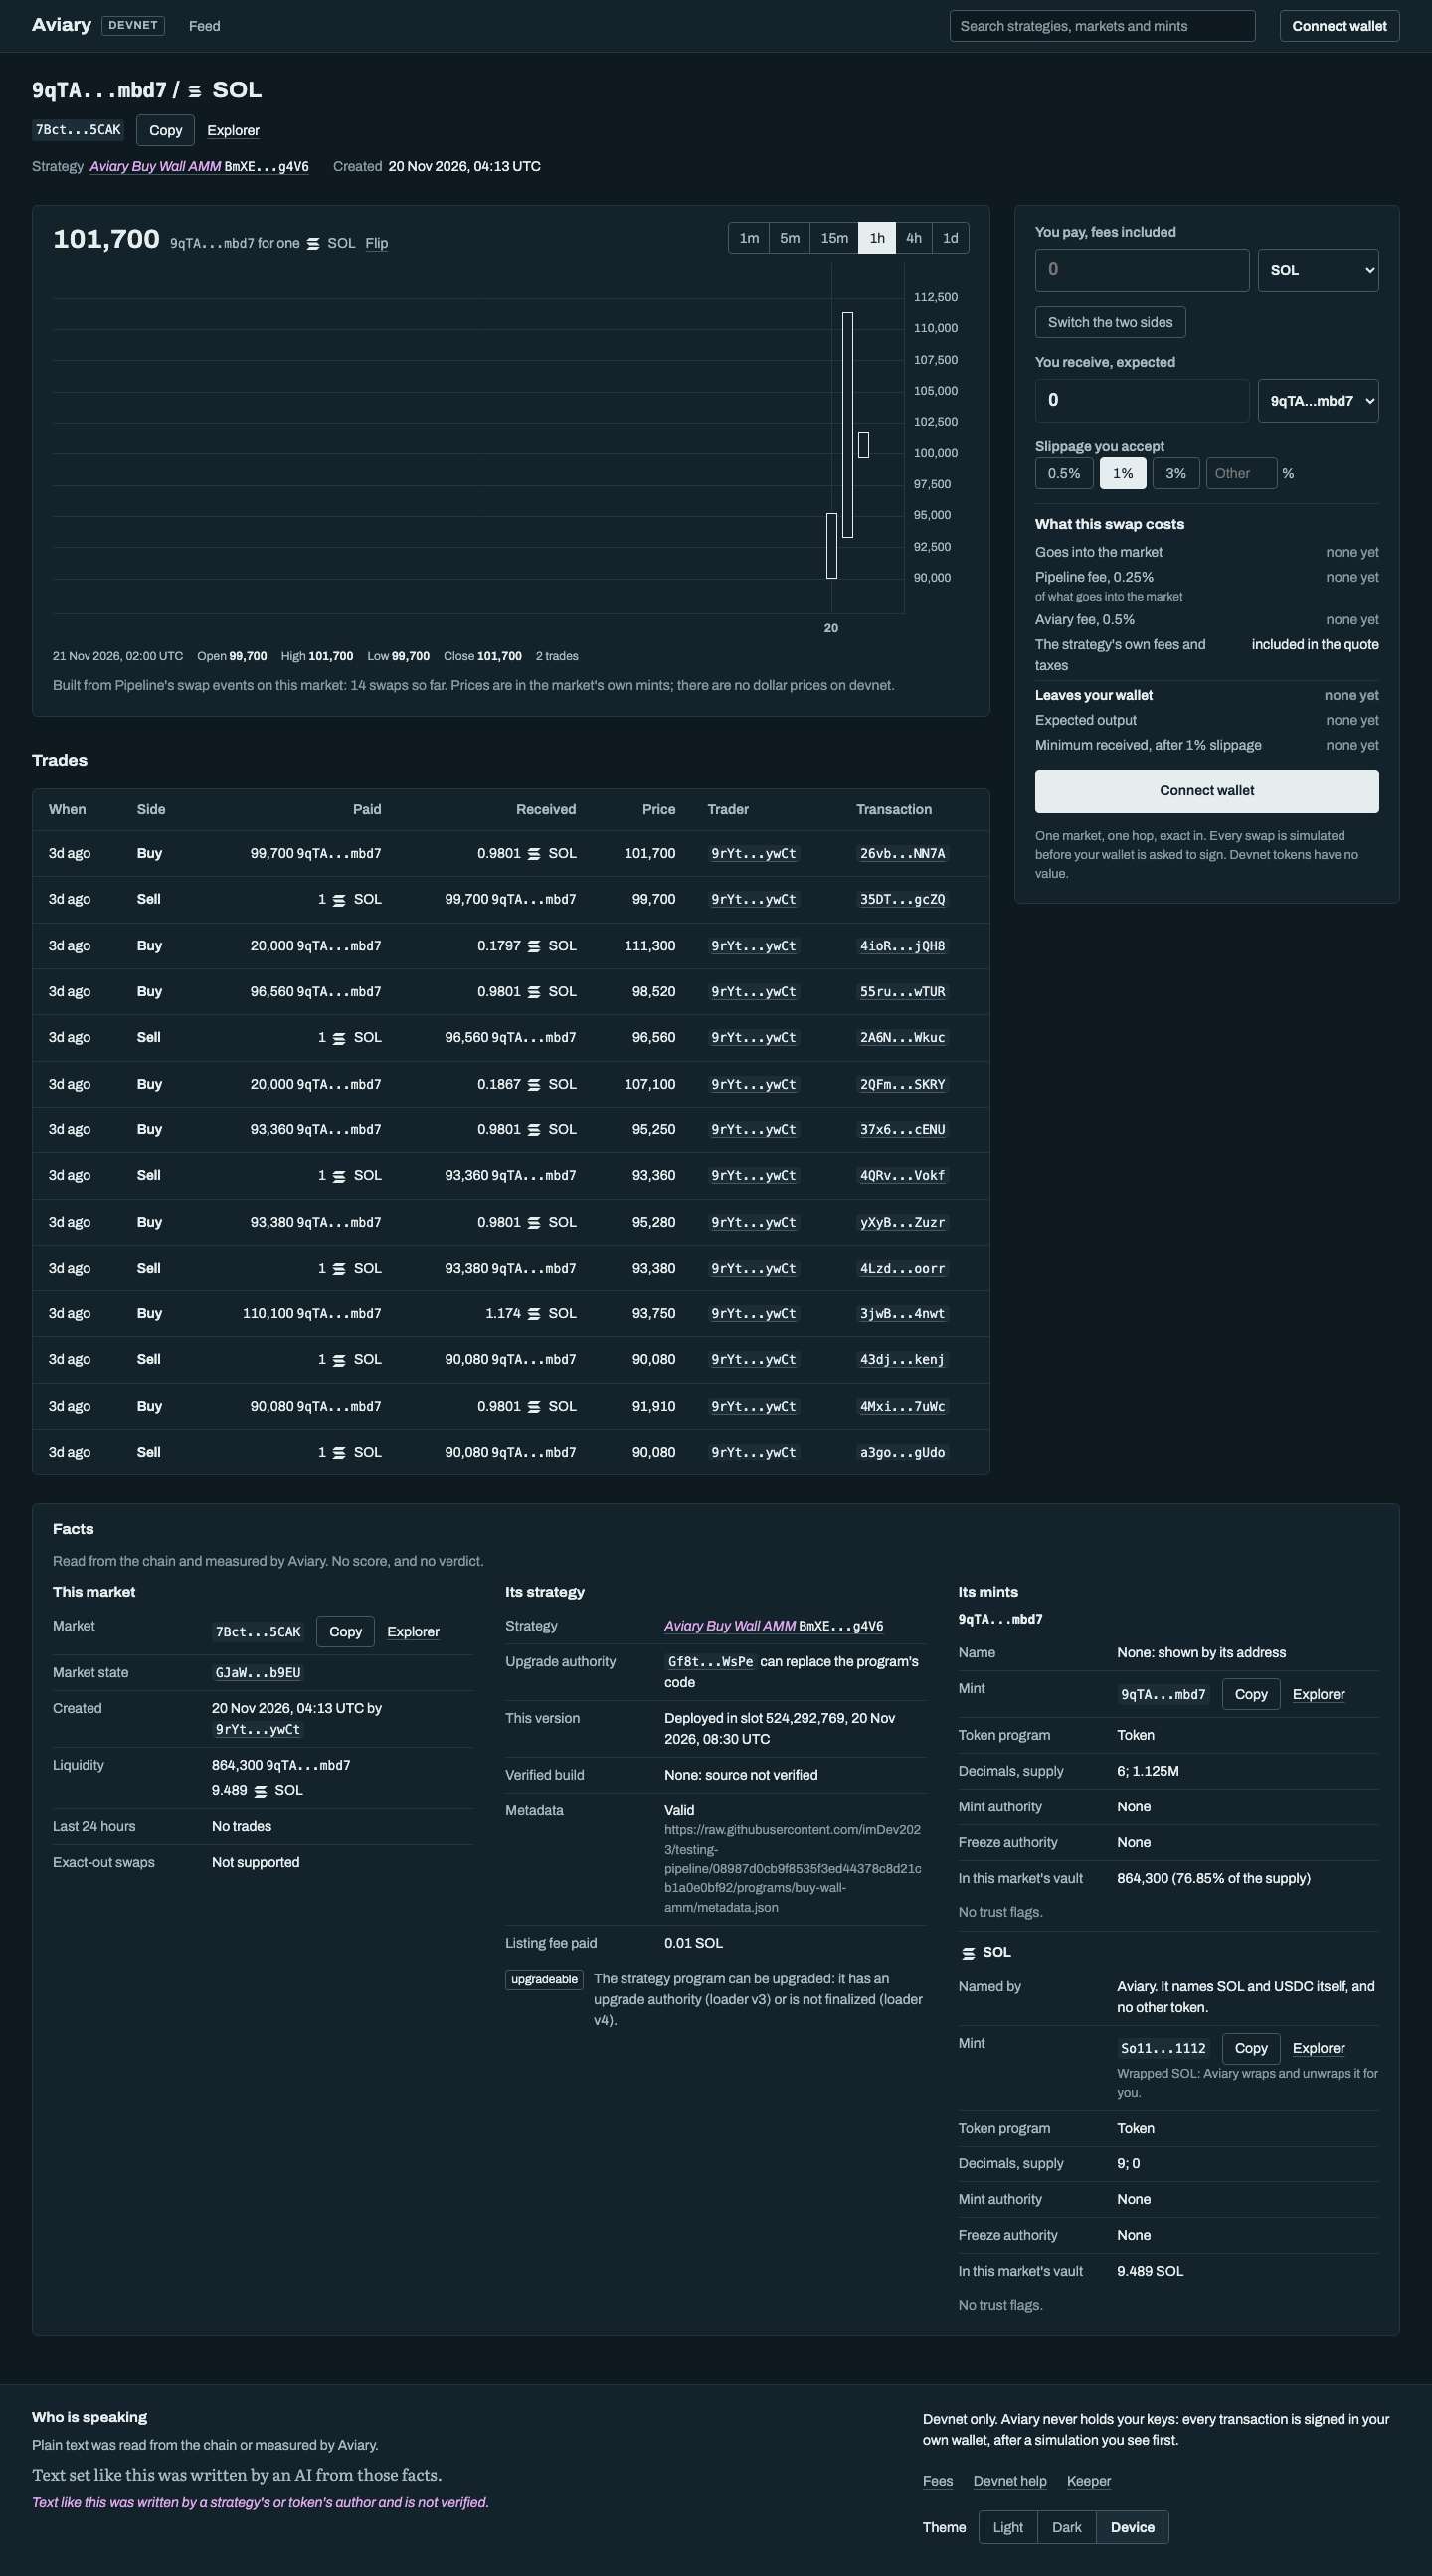 Aviary DEVNET Feed Search strategies, markets and mints Connect wallet
9qTA...mbd7 / SOL
7Bct...5CAK Copy Explorer
Strategy Aviary Buy Wall AMM BmXE...g4V6 Created 20 Nov 2026, 04:13 UTC
101,700 9qTA...mbd7 for one SOL Flip
1m 5m 15m 1h 4h 1d
112,500
110,000
107,500
105,000
102,500
100,000
97,500
95,000
92,500
90,000
20
21 Nov 2026, 02:00 UTC Open 99,700 High 101,700 Low 99,700 Close 101,700 2 trades
Built from Pipeline's swap events on this market: 14 swaps so far. Prices are in the market's own mints; there are no dollar prices on devnet.
You pay, fees included
0 SOL
Switch the two sides
You receive, expected
0 9qTA...mbd7
Slippage you accept
0.5% 1% 3% Other %
What this swap costs
Goes into the market none yet
Pipeline fee, 0.25% none yet
of what goes into the market
Aviary fee, 0.5% none yet
The strategy's own fees and included in the quote
taxes
Leaves your wallet none yet
Expected output none yet
Minimum received, after 1% slippage none yet
Connect wallet
One market, one hop, exact in. Every swap is simulated
before your wallet is asked to sign. Devnet tokens have no
value.
Trades
When Side Paid Received Price Trader Transaction
3d ago Buy 99,700 9qTA...mbd7 0.9801 SOL 101,700 9rYt...ywCt 26vb...NN7A
3d ago Sell 1 SOL 99,700 9qTA...mbd7 99,700 9rYt...ywCt 35DT...gcZQ
3d ago Buy 20,000 9qTA...mbd7 0.1797 SOL 111,300 9rYt...ywCt 4ioR...jQH8
3d ago Buy 96,560 9qTA...mbd7 0.9801 SOL 98,520 9rYt...ywCt 55ru...wTUR
3d ago Sell 1 SOL 96,560 9qTA...mbd7 96,560 9rYt...ywCt 2A6N...Wkuc
3d ago Buy 20,000 9qTA...mbd7 0.1867 SOL 107,100 9rYt...ywCt 2QFm...SKRY
3d ago Buy 93,360 9qTA...mbd7 0.9801 SOL 95,250 9rYt...ywCt 37x6...cENU
3d ago Sell 1 SOL 93,360 9qTA...mbd7 93,360 9rYt...ywCt 4QRv...Vokf
3d ago Buy 93,380 9qTA...mbd7 0.9801 SOL 95,280 9rYt...ywCt yXyB...Zuzr
3d ago Sell 1 SOL 93,380 9qTA...mbd7 93,380 9rYt...ywCt 4Lzd...oorr
3d ago Buy 110,100 9qTA...mbd7 1.174 SOL 93,750 9rYt...ywCt 3jwB...4nwt
3d ago Sell 1 SOL 90,080 9qTA...mbd7 90,080 9rYt...ywCt 43dj...kenj
3d ago Buy 90,080 9qTA...mbd7 0.9801 SOL 91,910 9rYt...ywCt 4Mxi...7uWc
3d ago Sell 1 SOL 90,080 9qTA...mbd7 90,080 9rYt...ywCt a3go...gUdo
Facts
Read from the chain and measured by Aviary. No score, and no verdict.
This market
Market 7Bct...5CAK Copy Explorer
Market state GJaW...b9EU
Created 20 Nov 2026, 04:13 UTC by
9rYt...ywCt
Liquidity 864,300 9qTA...mbd7
9.489 SOL
Last 24 hours No trades
Exact-out swaps Not supported
Its strategy
Strategy Aviary Buy Wall AMM BmXE...g4V6
Upgrade authority Gf8t...WsPe can replace the program's
code
This version Deployed in slot 524,292,769, 20 Nov
2026, 08:30 UTC
Verified build None: source not verified
Metadata Valid
https://raw.githubusercontent.com/imDev202
3/testing-
pipeline/08987d0cb9f8535f3ed44378c8d21c
b1a0e0bf92/programs/buy-wall-
amm/metadata.json
Listing fee paid 0.01 SOL
upgradeable The strategy program can be upgraded: it has an
upgrade authority (loader v3) or is not finalized (loader
v4).
Its mints
9qTA...mbd7
Name None: shown by its address
Mint 9qTA...mbd7 Copy Explorer
Token program Token
Decimals, supply 6; 1.125M
Mint authority None
Freeze authority None
In this market's vault 864,300 (76.85% of the supply)
No trust flags.
SOL
Named by Aviary. It names SOL and USDC itself, and
no other token.
Mint So11...1112 Copy Explorer
Wrapped SOL: Aviary wraps and unwraps it for
you.
Token program Token
Decimals, supply 9; 0
Mint authority None
Freeze authority None
In this market's vault 9.489 SOL
No trust flags.
Who is speaking
Plain text was read from the chain or measured by Aviary.
Text set like this was written by an AI from those facts.
Text like this was written by a strategy's or token's author and is not verified.
Devnet only. Aviary never holds your keys: every transaction is signed in your
own wallet, after a simulation you see first.
Fees Devnet help Keeper
Theme Light Dark Device